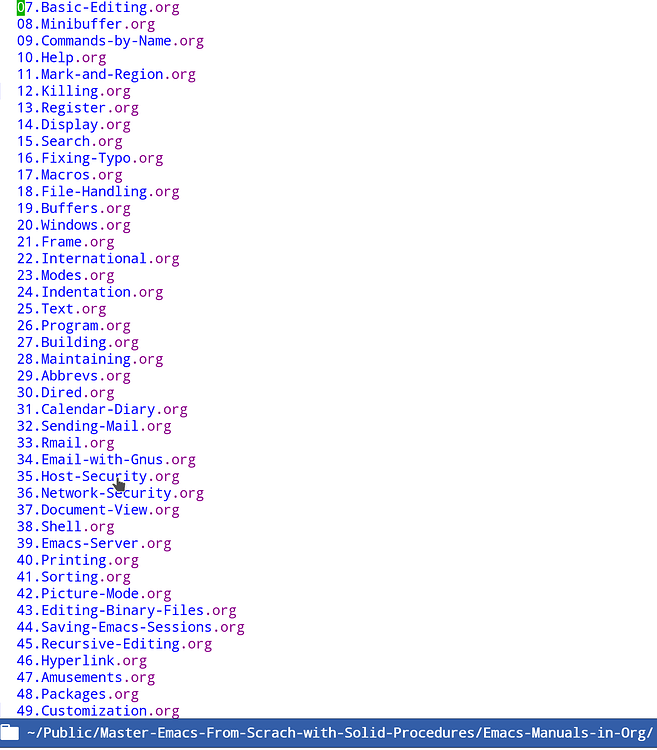 07.Basic-Editing.org
08.Minibuffer.org
09.Commands-by-Name.org
10.Help.org
11.Mark-and-Region.org
12.Killing.org
13.Register.org
14.Display.org
15.Search.org
16.Fixing-Typo.org
17.Macros.org
18.File-Handling.org
19.Buffers.org
20.Windows.org
21.Frame.org
22.International.org
23.Modes.org
24.Indentation.org
25.Text.org
26.Program.org
27.Building.org
28.Maintaining.org
29.Abbrevs.org
30.Dired.org
31.Calendar-Diary.org
32.Sending-Mail.org
33.Rmail.org
34.Email-with-Gnus.org
35.Host-Security.org
36.Network-Security.org
37.Document-View.org
38.Shell.org
39.Emacs-Server.org
40.Printing.org
41.Sorting.org
42.Picture-Mode.org
43.Editing-Binary-Files.org
44.Saving-Emacs-Sessions.org
45.Recursive-Editing.org
46.Hyperlink.org
47.Amusements.org
48.Packages.org
49.Customization.org
~/Public/Master-Emacs-From-Scrach-with-Solid-Procedures/Emacs-Manuals-in-Org/